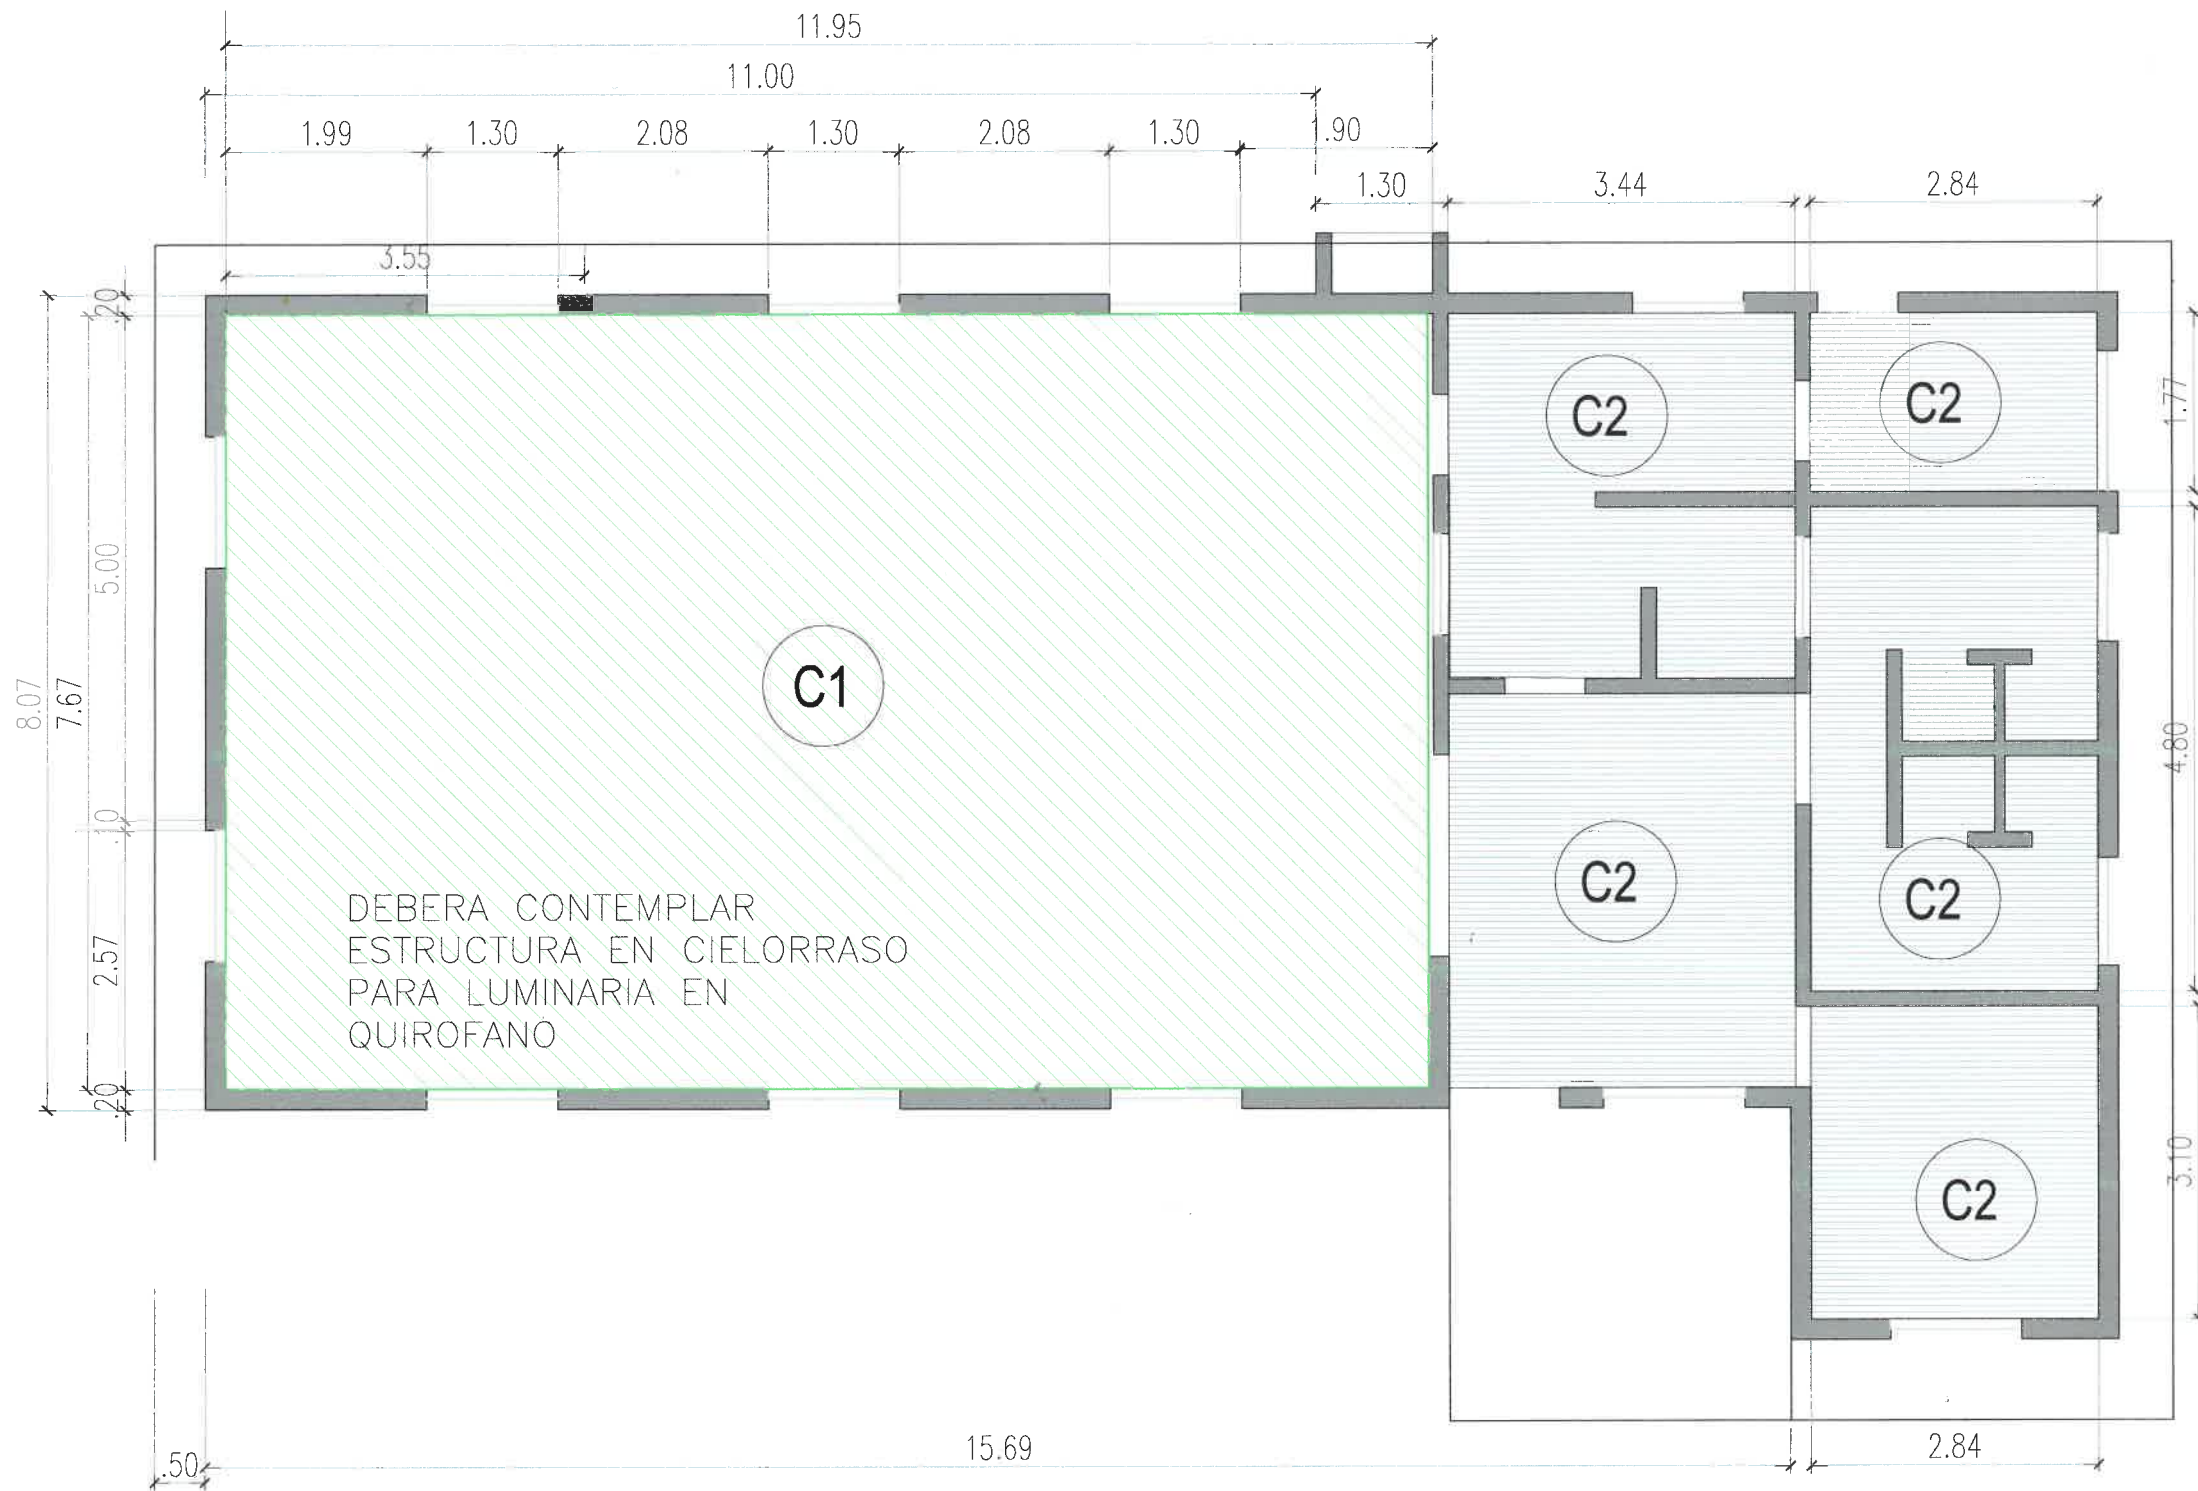 11.95
11.00
1.99 1.30 2.08 1.30 2.08 1.30 1.90
1.30 3.44 2.84
3.55
.20
C2 C2
1.77
5.00
C1
8.07
7.67
4.80
.10
C2 C2
DEBERA CONTEMPLAR
ESTRUCTURA EN CIELORRASO
PARA LUMINARIA EN
QUIROFANO
2.57
.20
3.10
C2
.50 15.69 2.84